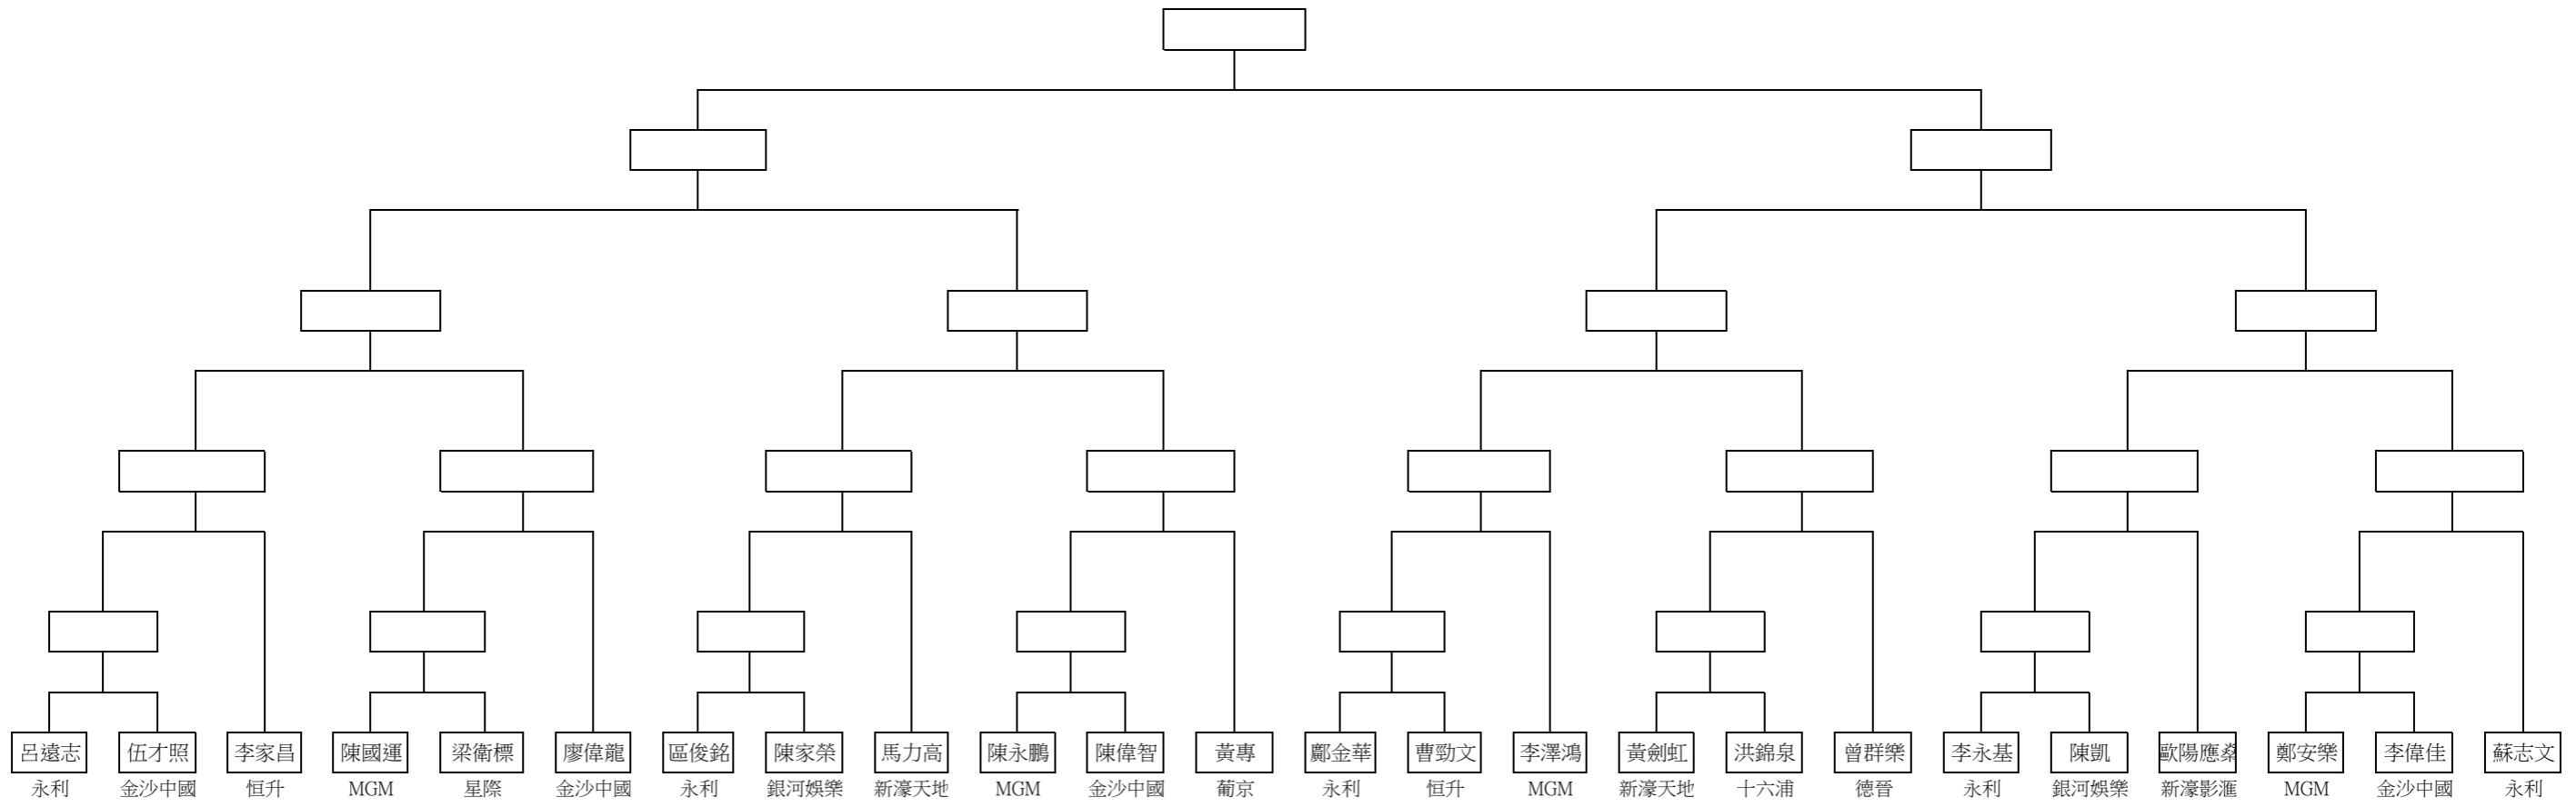 呂遠志 伍才照 李家昌 陳國運 梁衛標 廖偉龍 區俊銘 陳家榮 馬力高 陳永鵬 陳偉智 黃專 鄺金華 曹勁文 李澤鴻 黃劍虹 洪錦泉 曾群樂 李永基 陳凱 歐陽應燊 鄭安樂 李偉佳 蘇志文
永利 金沙中國 恒升 MGM 星際 金沙中國 永利 銀河娛樂 新濠天地 MGM 金沙中國 葡京 永利 恒升 MGM 新濠天地 十六浦 德晉 永利 銀河娛樂 新濠影滙 MGM 金沙中國 永利